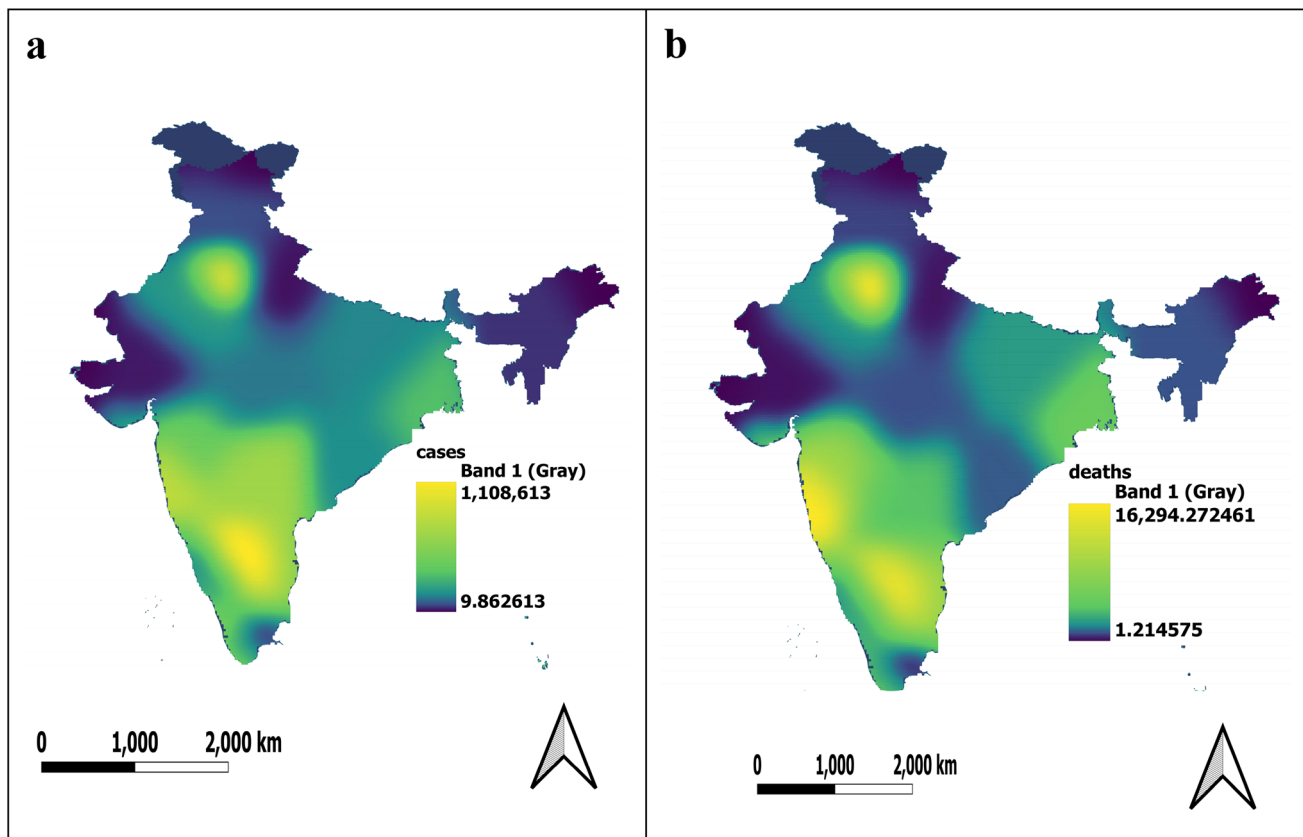 a
cases
Band 1 (Gray)
1,108,613
9.862613
0 1,000 2,000 km
b
deaths
Band 1 (Gray)
16,294.272461
1.214575
0 1,000 2,000 km